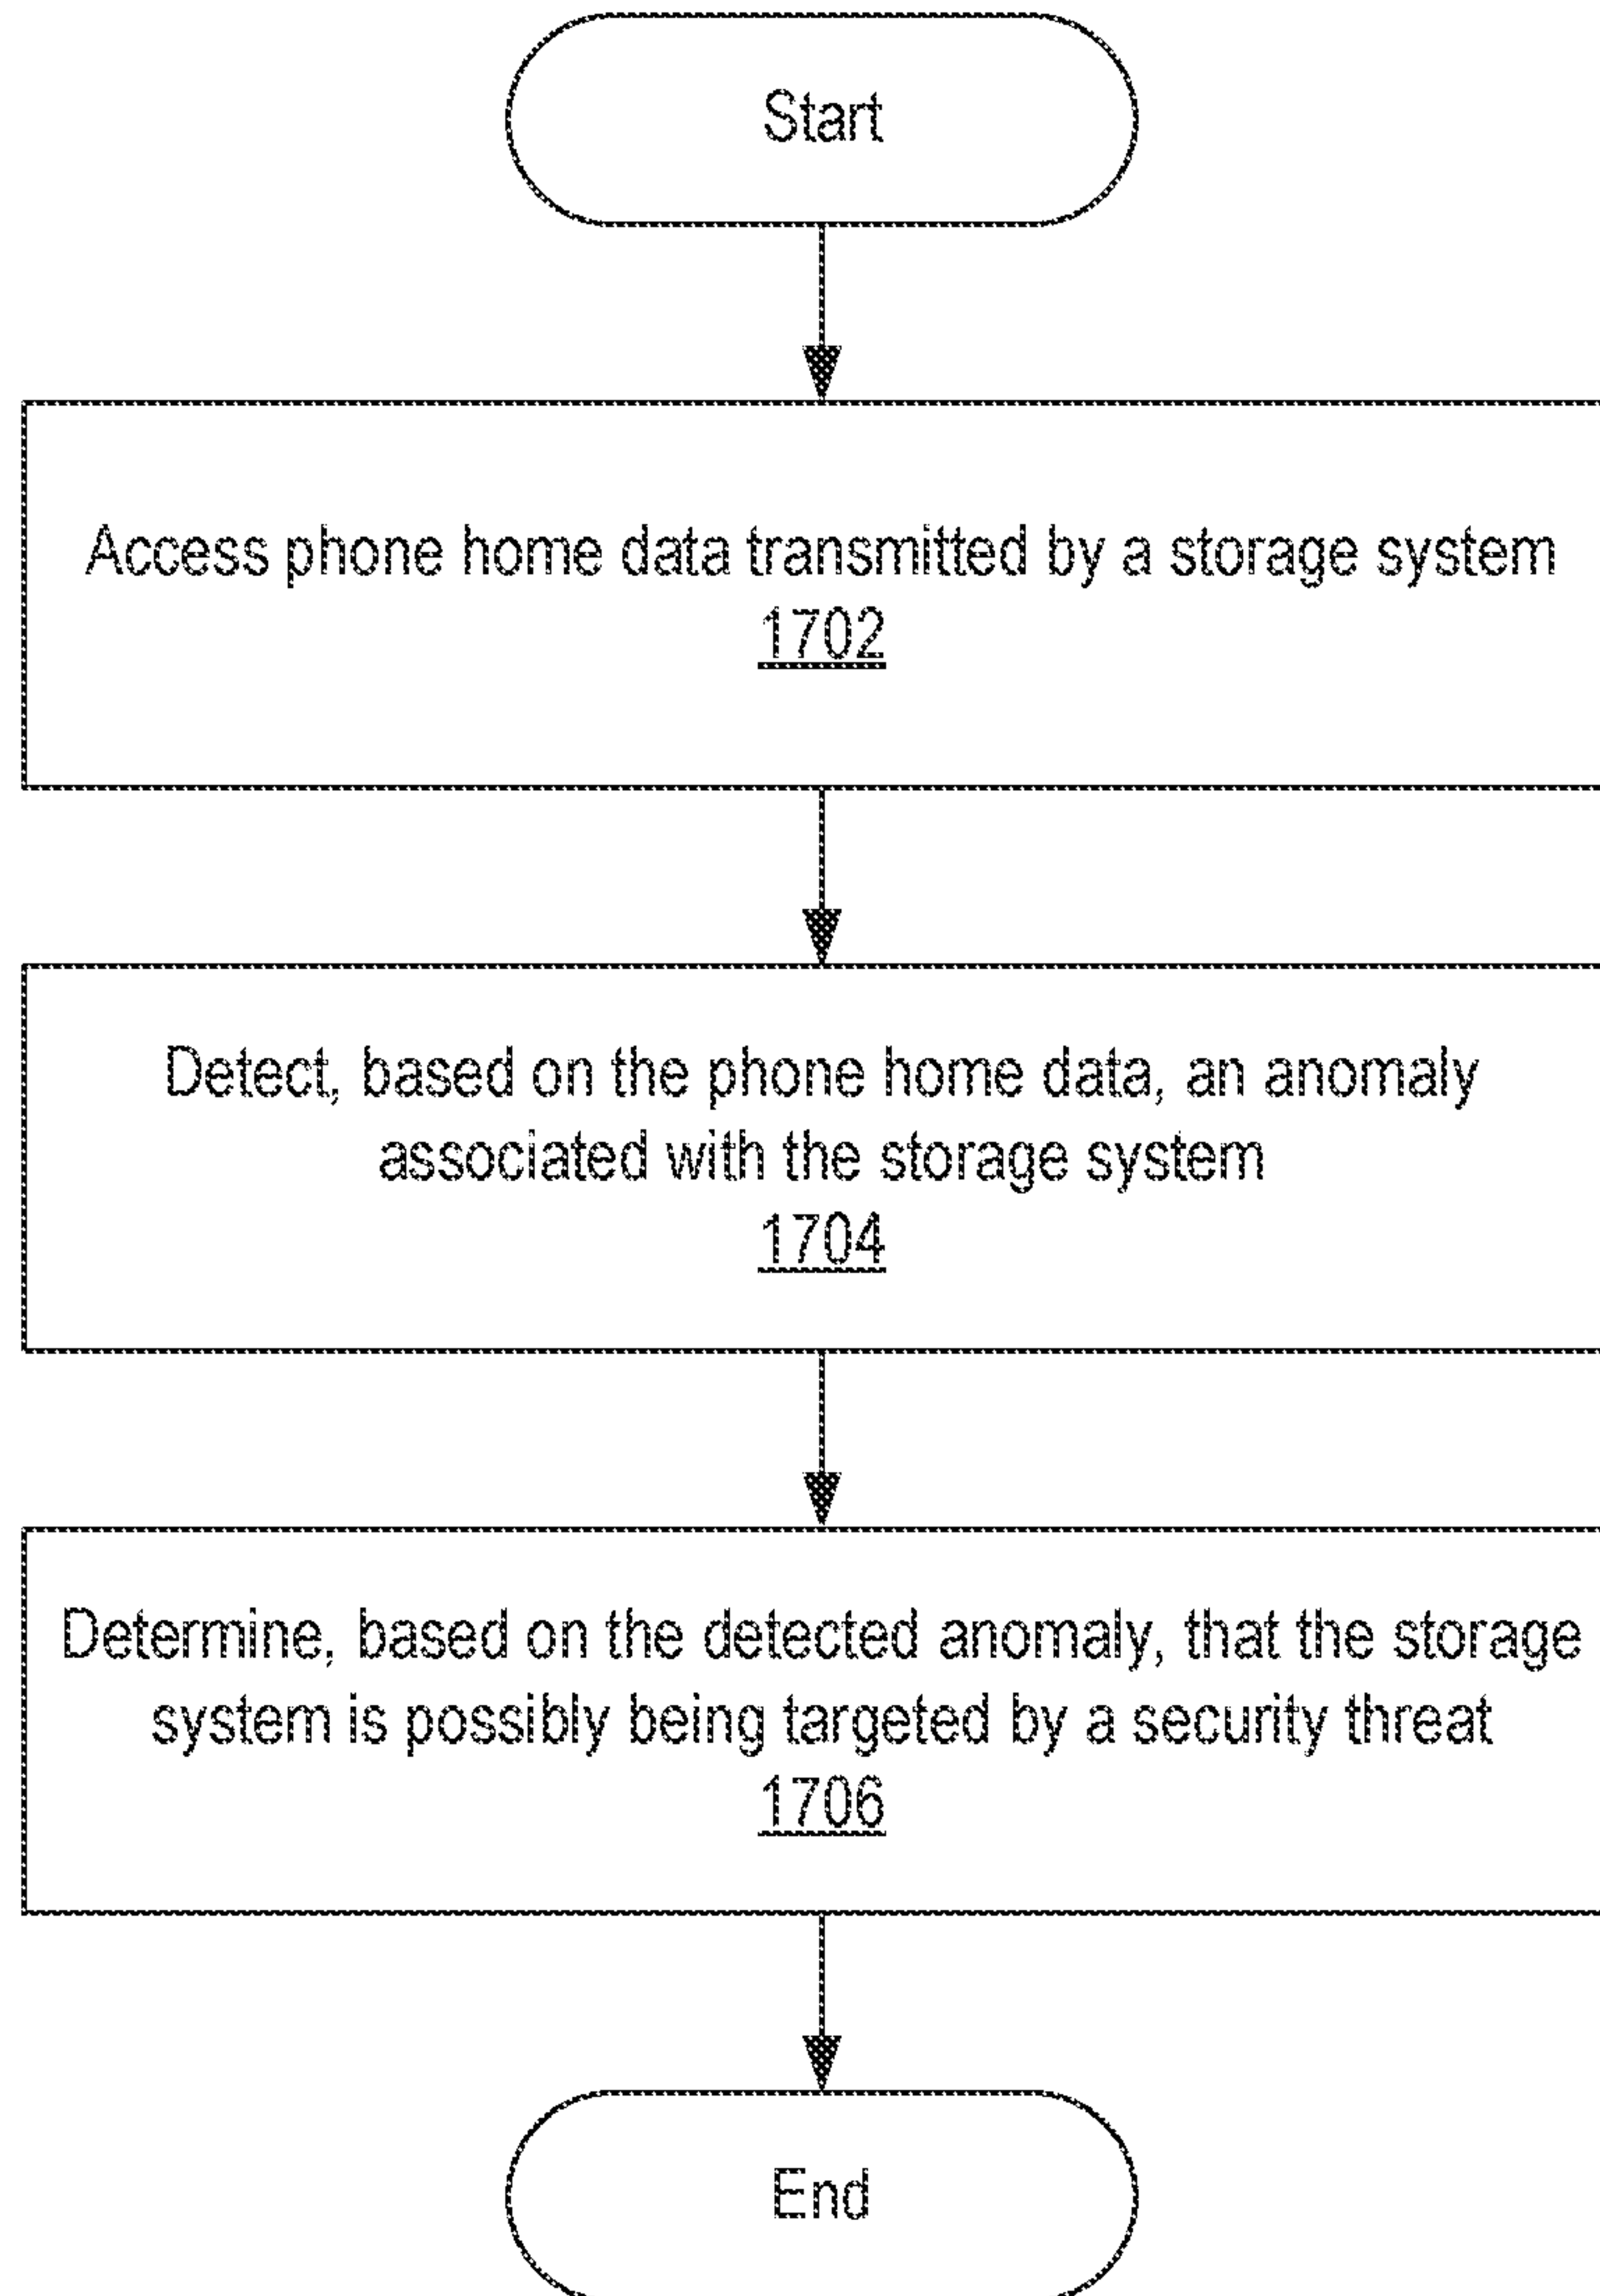 Start
Access phone home data transmitted by a storage system
1702
Detect, based on the phone home data, an anomaly
associated with the storage system
1704
Determine, based on the detected anomaly, that the storage
system is possibly being targeted by a security threat
1706
End